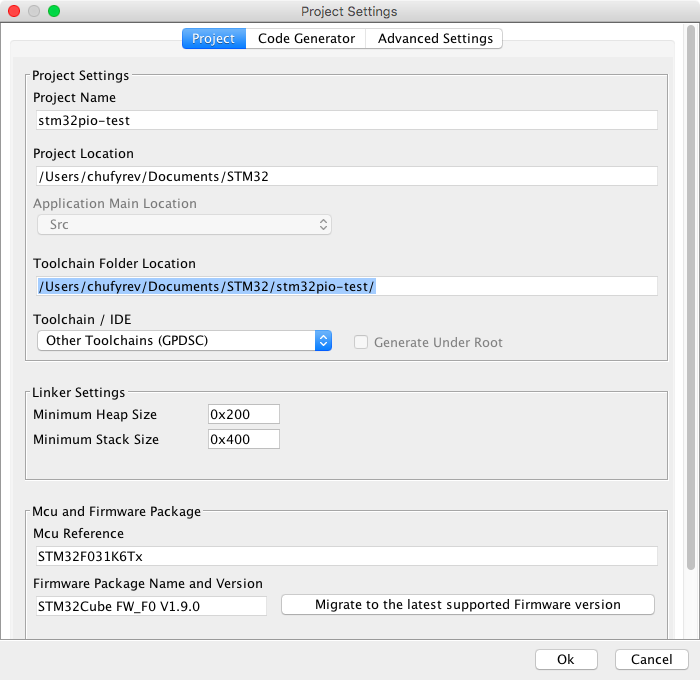 Project Settings
Project Code Generator Advanced Settings
Project Settings
Project Name
stm32pio-test
Project Location
/Users/chufyrev/Documents/STM32
Application Main Location
Src
Toolchain Folder Location
/Users/chufyrev/Documents/STM32/stm32pio-test/
Toolchain / IDE
Other Toolchains (GPDSC) Generate Under Root
Linker Settings
Minimum Heap Size 0x200
Minimum Stack Size 0x400
Mcu and Firmware Package
Mcu Reference
STM32F031K6Tx
Firmware Package Name and Version
STM32Cube FW_F0 V1.9.0 Migrate to the latest supported Firmware version
Ok Cancel